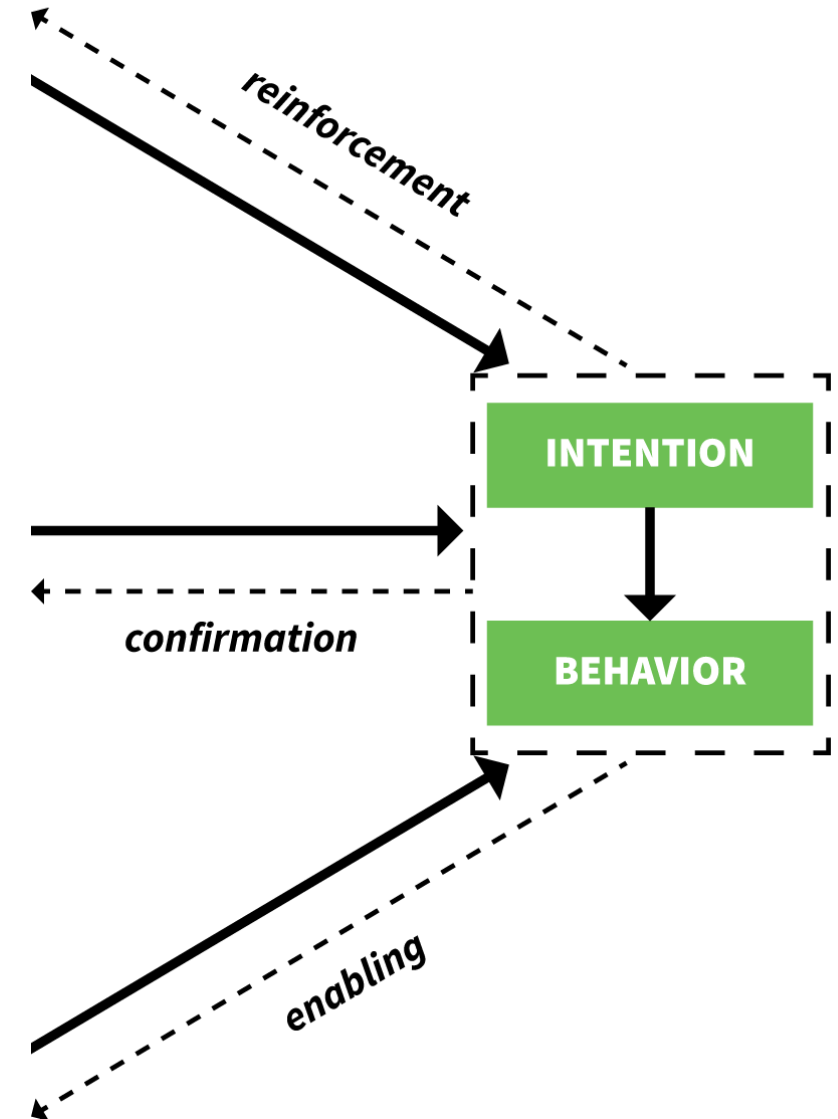 reinforcement
INTENTION
confirmation
BEHAVIOR
enabling